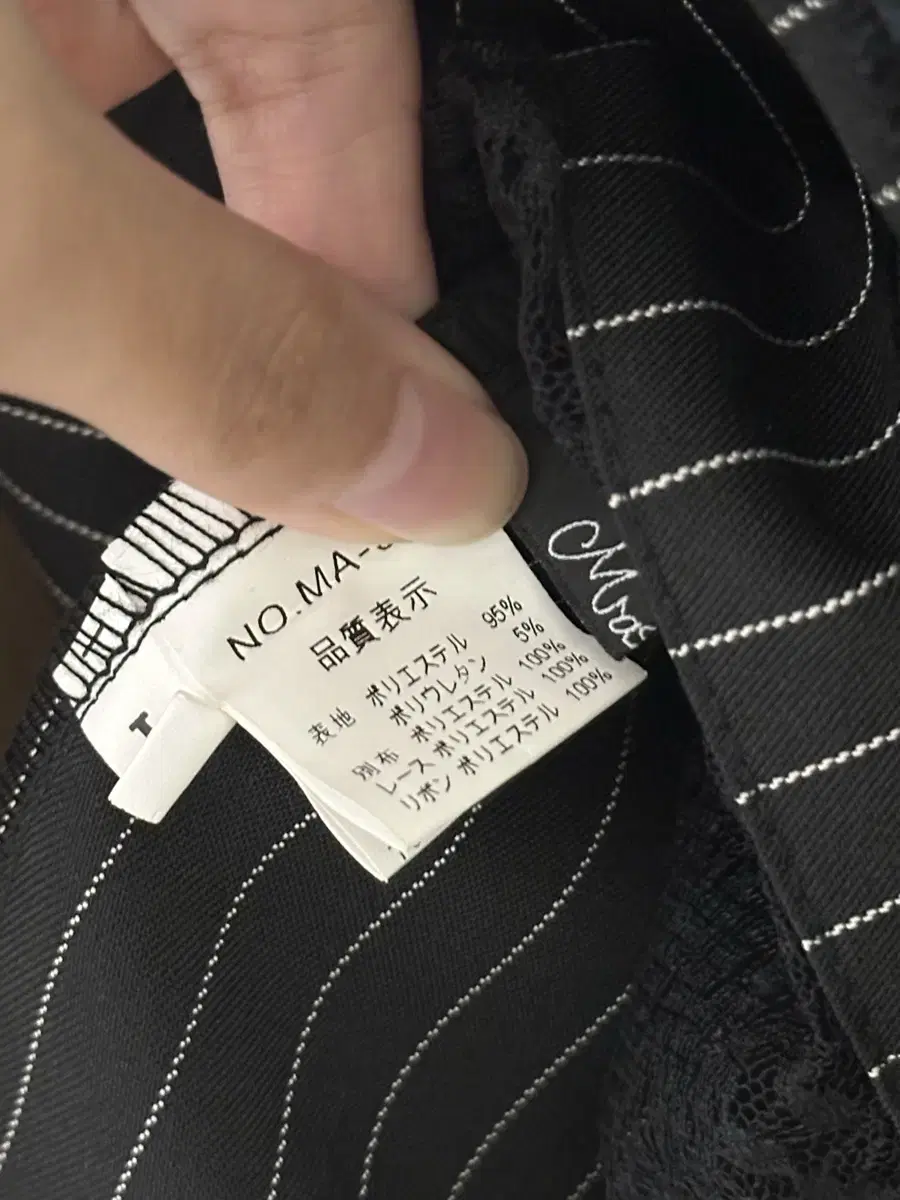 NO.MA-
品質表示
表地 ポリエステル 95%
ポリウレタン 5%
別布 ポリエステル 100%
レース ポリエステル 100%
リボン ポリエステル 100%